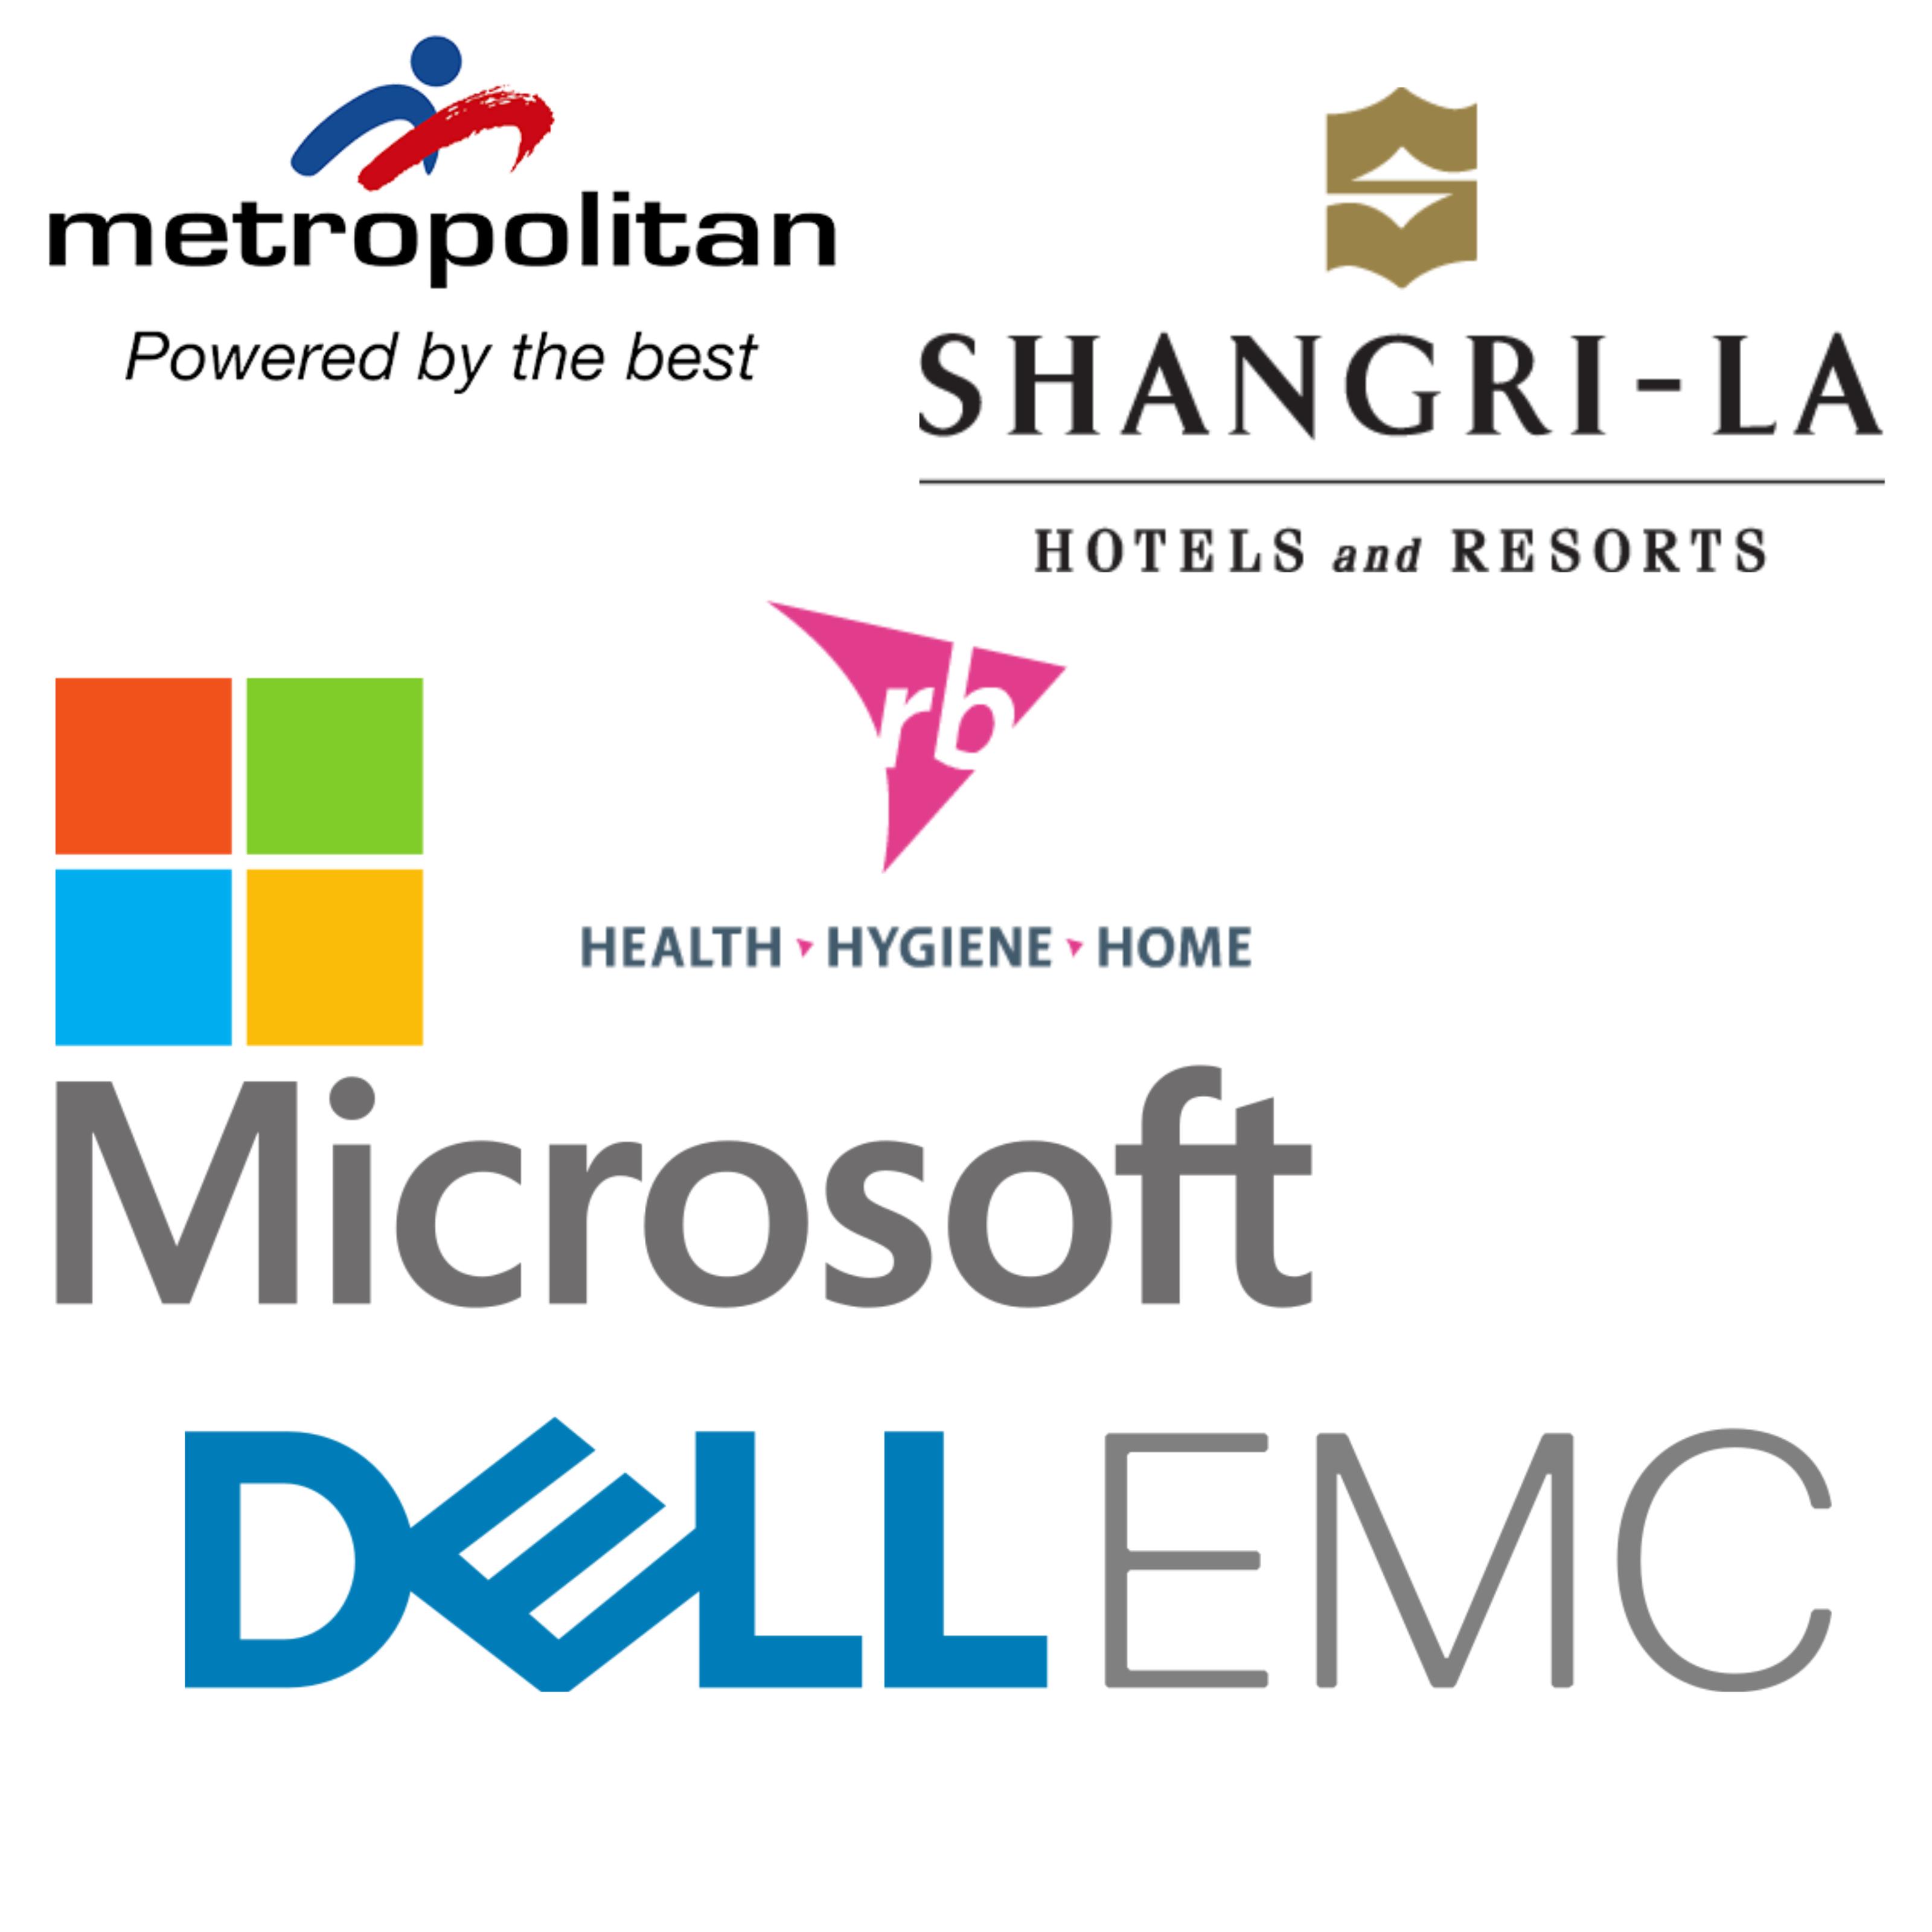 metropolitan
Powered by the best
SHANGRI-LA
HOTELS and RESORTS
rb
HEALTH HYGIENE HOME
Microsoft
DELL EMC